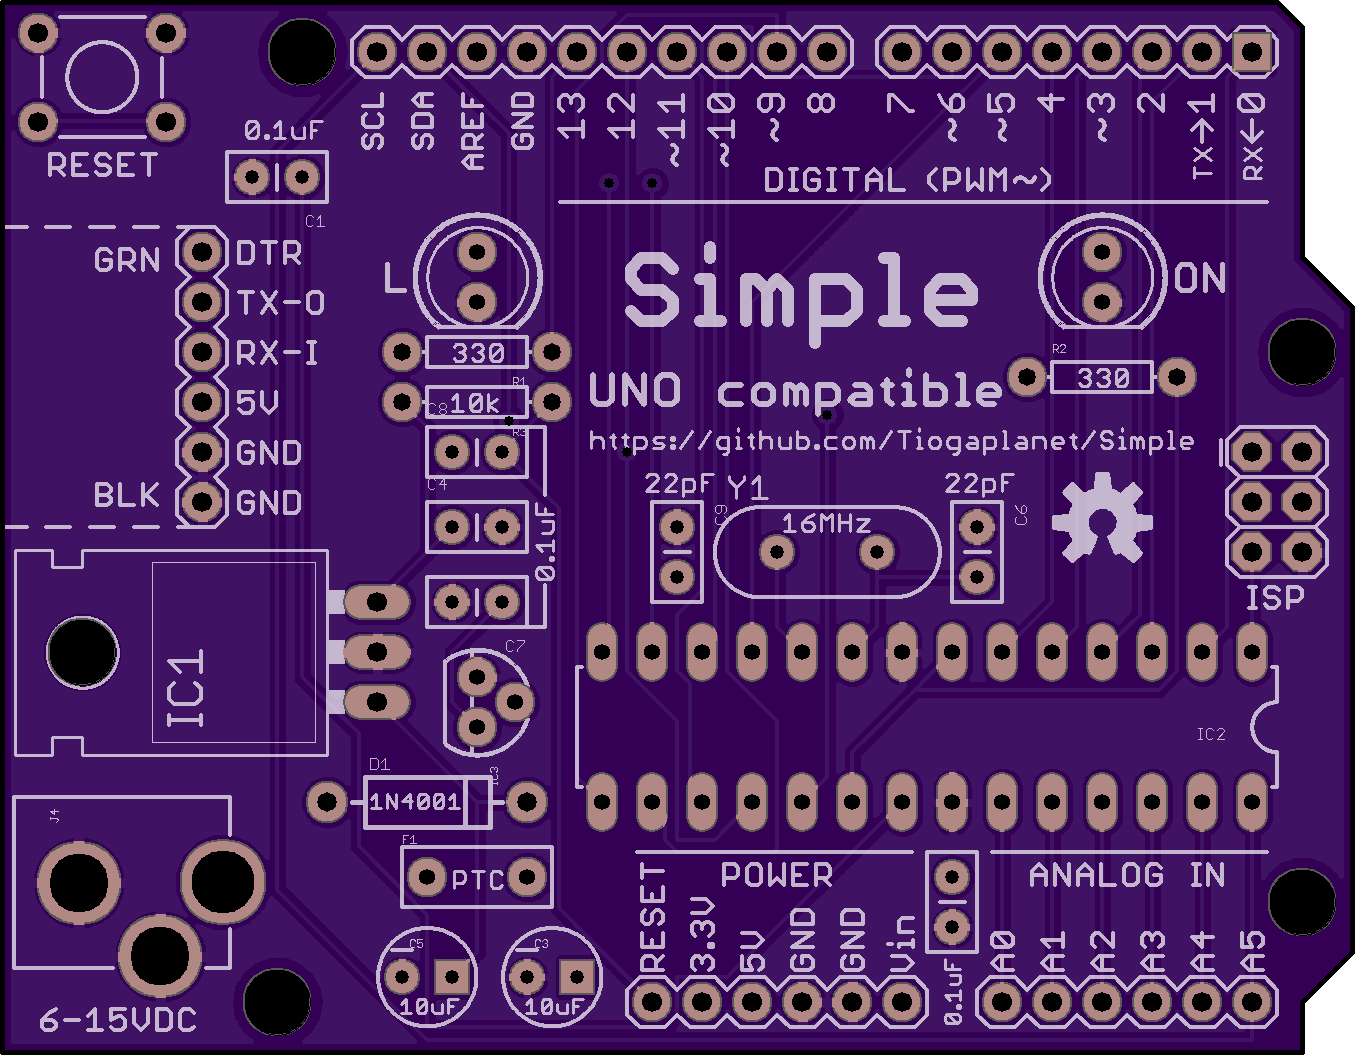 0.1uF
RESET
C1
SCL
SDA
AREF
GND
13
12
~11
~10
~9
8
7
~6
~5
4
~3
2
TX→1
RX←0
DIGITAL (PWM~)
GRN
DTR
TX-O
RX-I
5V
GND
BLK
GND
L
330
R1
10k
C8
R3
C4
0.1uF
C7
Simple
UNO compatible
https://github.com/Tiogaplanet/Simple
ON
R2
330
22pF
Y1
22pF
C9
16MHz
C6
ISP
IC1
IC2
D1
1N4001
IC3
F1
PTC
J4
6-15VDC
C5
10uF
C3
10uF
POWER
RESET
3.3V
5V
GND
GND
Vin
0.1uF
ANALOG IN
A0
A1
A2
A3
A4
A5